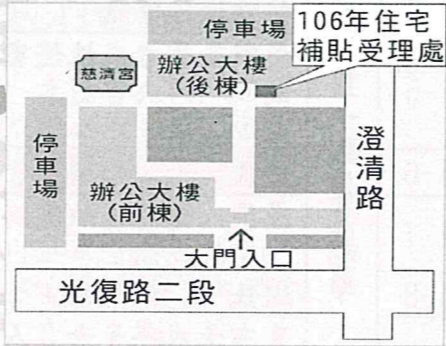 停車場
106年住宅
補貼受理處
慈濟宮
辦公大樓
(後棟)
停車場
澄清路
辦公大樓
(前棟)
大門入口
光復路二段